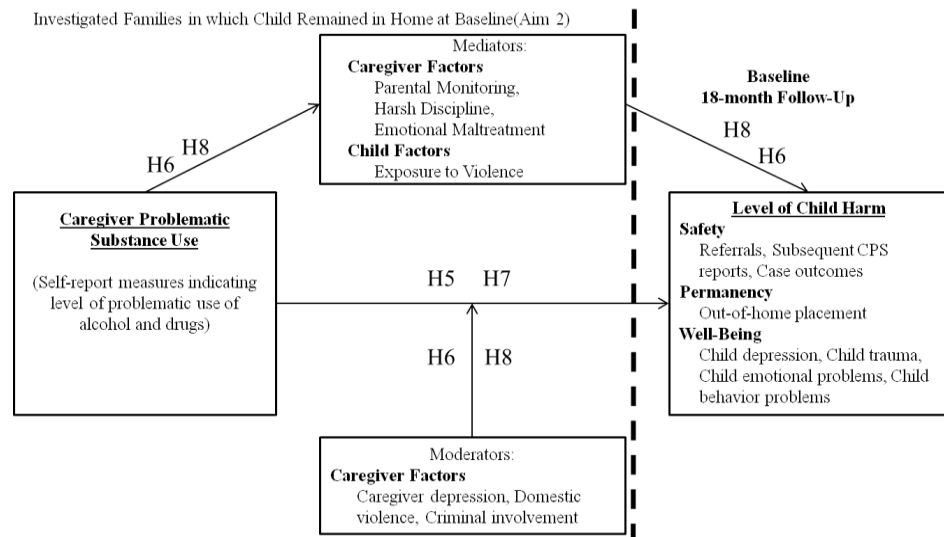 Investigated Families in which Child Remained in Home at Baseline(Aim 2)
Mediators:
Caregiver Factors
Parental Monitoring,
Harsh Discipline,
Emotional Maltreatment
Child Factors
Exposure to Violence
Baseline
18-month Follow-Up
H6
H8
H8
H6
Caregiver Problematic
Substance Use
(Self-report measures indicating
level of problematic use of
alcohol and drugs)
H5
H7
H6
H8
Level of Child Harm
Safety
Referrals, Subsequent CPS
reports, Case outcomes
Permanency
Out-of-home placement
Well-Being
Child depression, Child trauma,
Child emotional problems, Child
behavior problems
Moderators:
Caregiver Factors
Caregiver depression, Domestic
violence, Criminal involvement